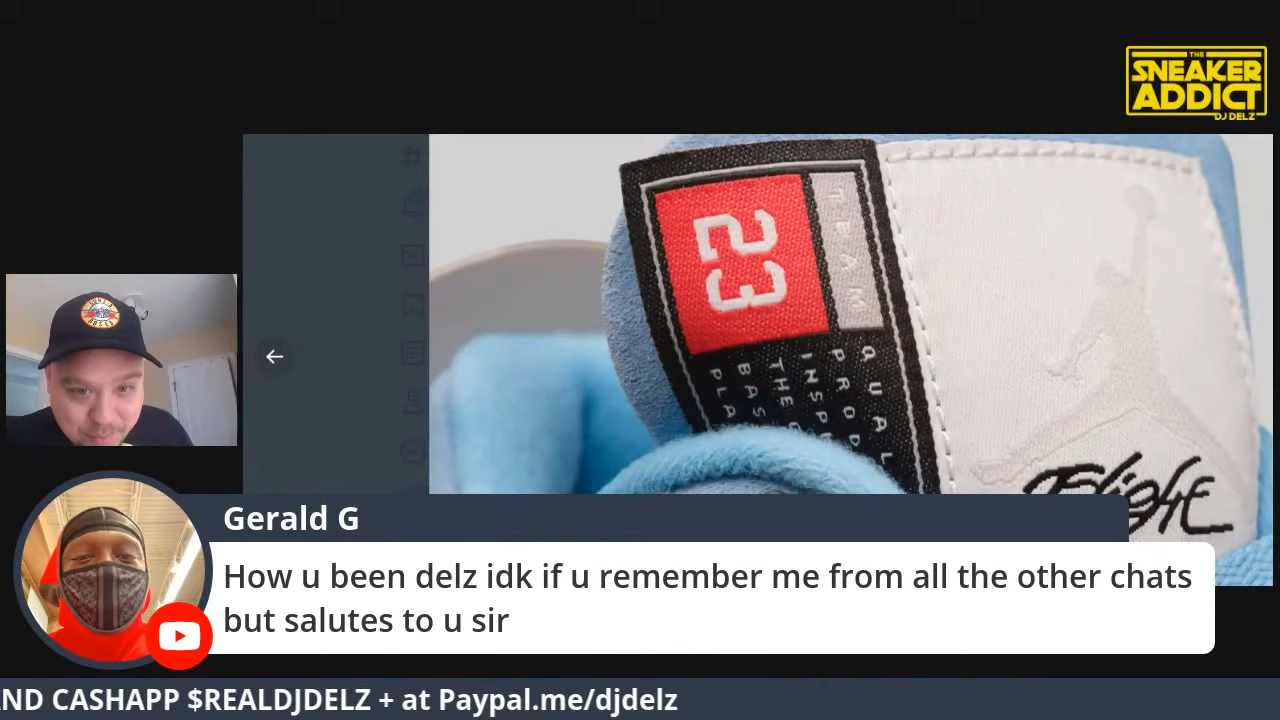 THE
SNEAKER
ADDICT
DJ DELZ
23
TEAM
QUAL
PROD
INSP
THE
BAS
PLA
Flight
Gerald G
How u been delz idk if u remember me from all the other chats
but salutes to u sir
ND CASHAPP $REALDJDELZ + at Paypal.me/djdelz